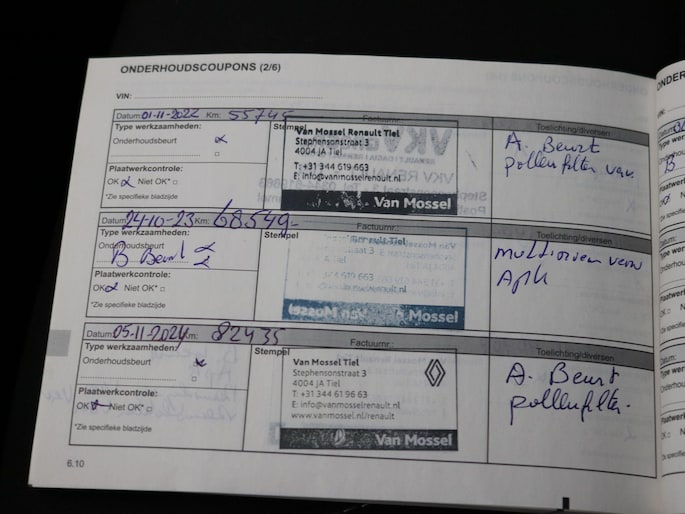 ONDERHOUDSCOUPONS (2/6)
VIN:
Datum: 01-11-2022 Km: 55745 Factuurnr.: Toelichting/diversen
Type werkzaamheden:
Onderhoudsbeurt
Stempel
Van Mossel Renault Tiel
Stephensonstraat 3
4004 JA Tiel
T: +31 344 619 663
E: info@vanmosselrenault.nl
Van Mossel
A. Beurt
pollenfilter verv.
Plaatwerkcontrole:
OK Niet OK*
*Zie specifieke bladzijde
Datum: 24-10-23 Km: 68.549,- Factuurnr.: Toelichting/diversen
Type werkzaamheden:
Onderhoudsbeurt
B Beurt
Stempel
Mossel
verv
Apk
Plaatwerkcontrole:
OK Niet OK*
*Zie specifieke bladzijde
Datum: 05-11-2024 Km: 82435 Factuurnr.: Toelichting/diversen
Type werkzaamheden:
Onderhoudsbeurt
Stempel
Van Mossel Tiel
Stephensonstraat 3
4004 JA Tiel
T: +31 344 61 96 63
E: info@vanmosselrenault.nl
www.vanmossel.nl/renault
Van Mossel
A. Beurt
pollenfilter.
Plaatwerkcontrole:
OK Niet OK*
*Zie specifieke bladzijde
6.10